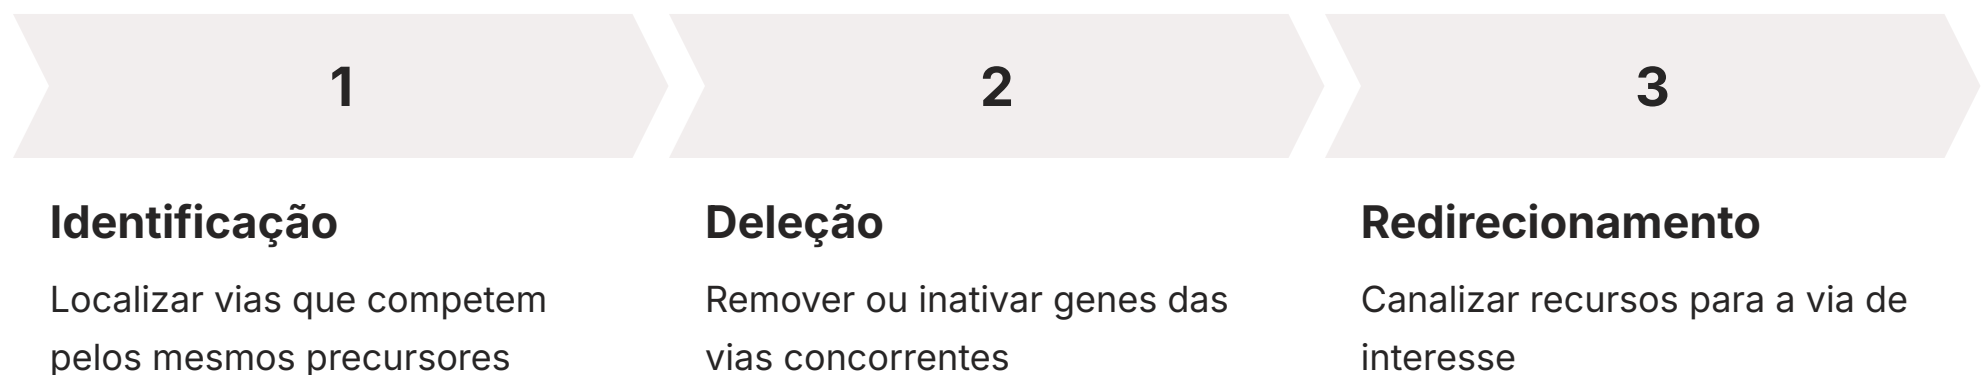 1
2
3
Identificação
Localizar vias que competem
pelos mesmos precursores
Deleção
Remover ou inativar genes das
vias concorrentes
Redirecionamento
Canalizar recursos para a via de
interesse